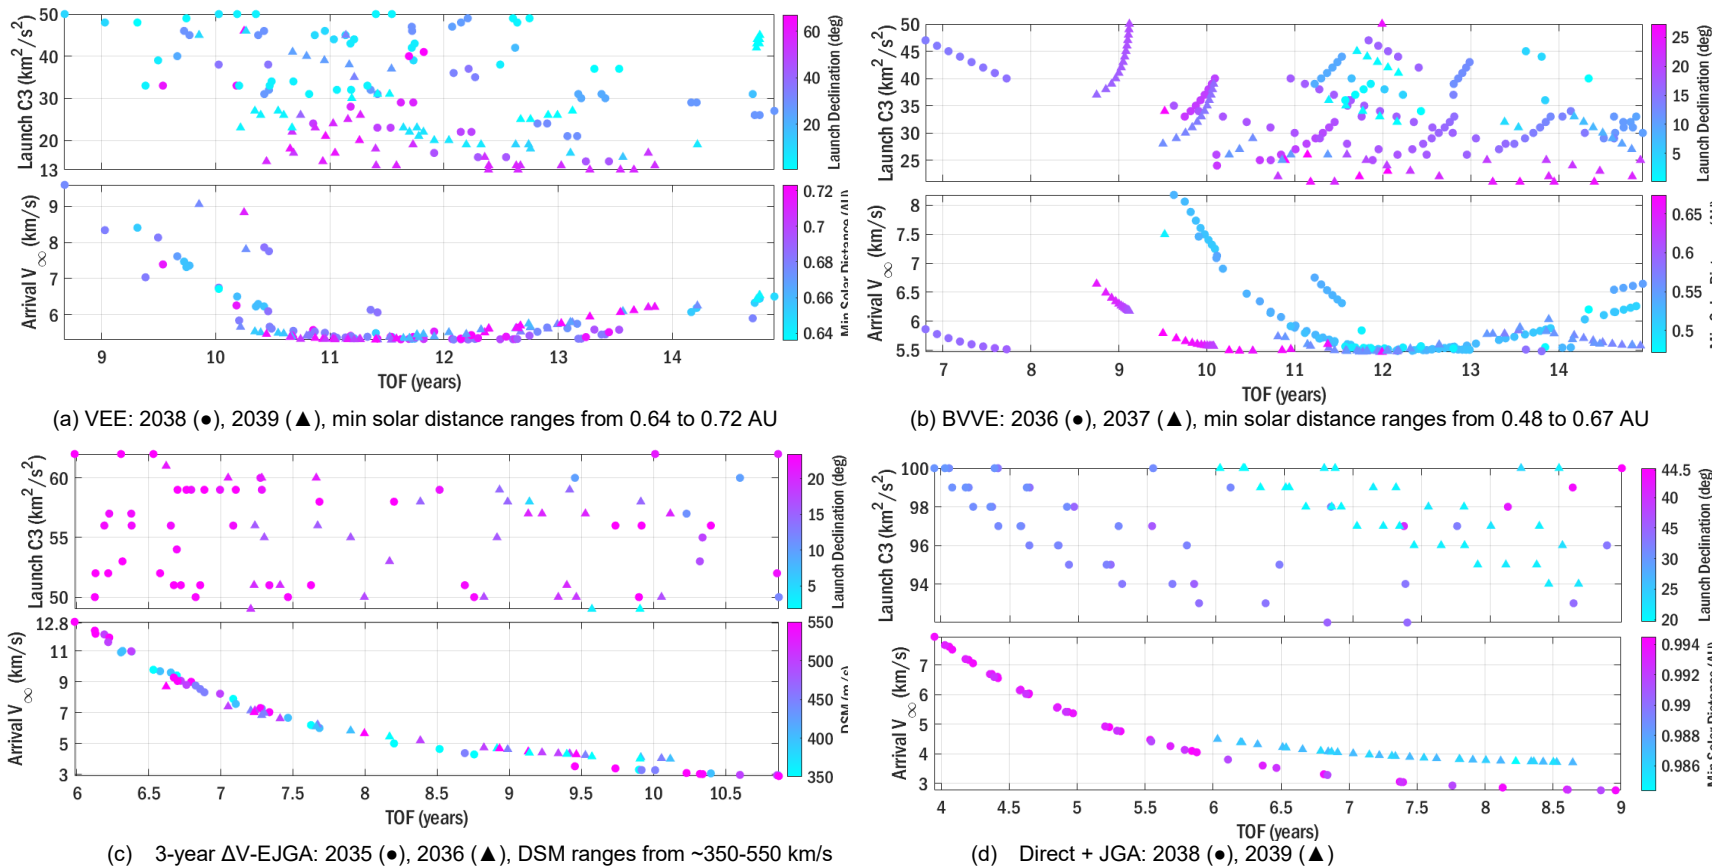 50
40
30
20
13
Launch C3 (km²/s²)
60
40
20
Launch Declination (deg)
9
8
7
6
Arrival V∞ (km/s)
0.72
0.7
0.68
0.66
0.64
Min Solar Distance (AU)
9 10 11 12 13 14
TOF (years)
(a) VEE: 2038 (●), 2039 (▲), min solar distance ranges from 0.64 to 0.72 AU
50
45
40
35
30
25
Launch C3 (km²/s²)
25
20
15
10
5
Launch Declination (deg)
8
7.5
7
6.5
6
5.5
Arrival V∞ (km/s)
0.65
0.6
0.55
0.5
7 8 9 10 11 12 13 14
TOF (years)
(b) BVVE: 2036 (●), 2037 (▲), min solar distance ranges from 0.48 to 0.67 AU
60
55
50
Launch C3 (km²/s²)
20
15
10
5
Launch Declination (deg)
12.8
11
9
7
5
3
Arrival V∞ (km/s)
550
500
450
400
350
DSM (m/s)
6 6.5 7 7.5 8 8.5 9 9.5 10 10.5
TOF (years)
(c) 3-year ΔV-EJGA: 2035 (●), 2036 (▲), DSM ranges from ~350-550 km/s
100
98
96
94
Launch C3 (km²/s²)
44.5
40
45
30
25
20
Launch Declination (deg)
7
6
5
4
3
Arrival V∞ (km/s)
0.994
0.992
0.99
0.988
0.986
Min Solar Distance (AU)
4 4.5 5 5.5 6 6.5 7 7.5 8 8.5 9
TOF (years)
(d) Direct + JGA: 2038 (●), 2039 (▲)